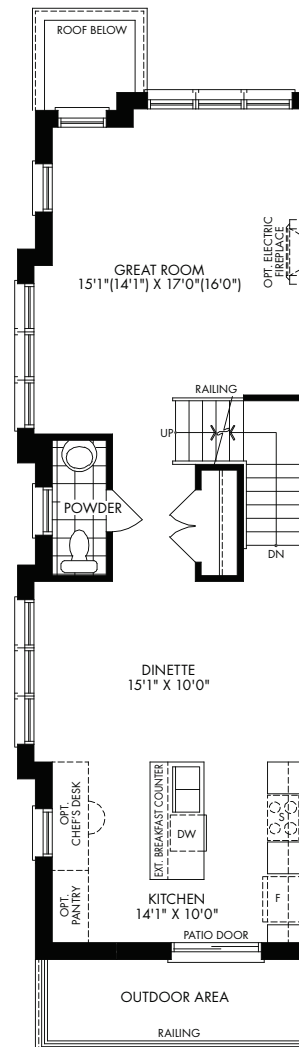 ROOF BELOW
OPT. ELECTRIC
FIREPLACE
GREAT ROOM
15'1"(14'1") X 17'0"(16'0")
RAILING
UP
POWDER
DN
DINETTE
15'1" X 10'0"
OPT.
CHEF'S DESK
EXT. BREAKFAST COUNTER
DW
S
OPT.
PANTRY
F
KITCHEN
14'1" X 10'0"
PATIO DOOR
OUTDOOR AREA
RAILING